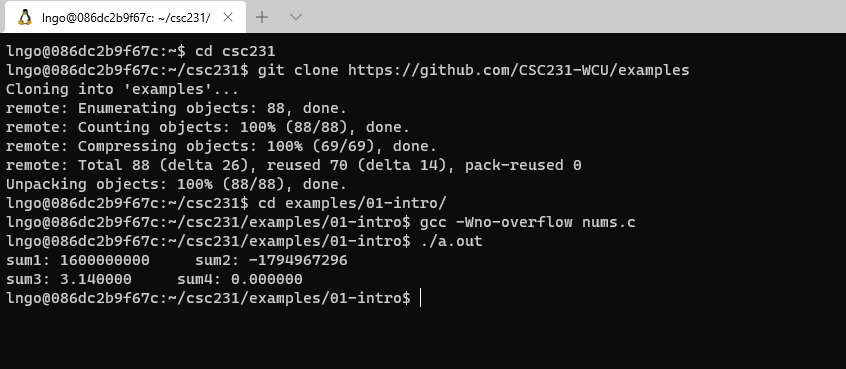 lngo@086dc2b9f67c: ~/csc231/
lngo@086dc2b9f67c:~$ cd csc231
lngo@086dc2b9f67c:~/csc231$ git clone https://github.com/CSC231-WCU/examples
Cloning into 'examples'...
remote: Enumerating objects: 88, done.
remote: Counting objects: 100% (88/88), done.
remote: Compressing objects: 100% (69/69), done.
remote: Total 88 (delta 26), reused 70 (delta 14), pack-reused 0
Unpacking objects: 100% (88/88), done.
lngo@086dc2b9f67c:~/csc231$ cd examples/01-intro/
lngo@086dc2b9f67c:~/csc231/examples/01-intro$ gcc -Wno-overflow nums.c
lngo@086dc2b9f67c:~/csc231/examples/01-intro$ ./a.out
sum1: 1600000000     sum2: -1794967296
sum3: 3.140000     sum4: 0.000000
lngo@086dc2b9f67c:~/csc231/examples/01-intro$